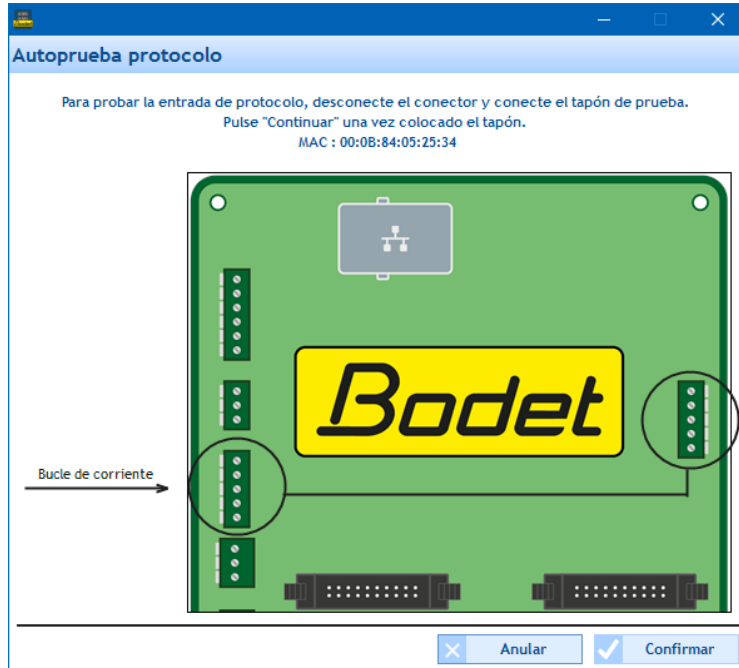 Autoprueba protocolo
Para probar la entrada de protocolo, desconecte el conector y conecte el tapón de prueba.
Pulse "Continuar" una vez colocado el tapón.
MAC : 00:0B:84:05:25:34
Bodet
Bucle de corriente
Anular
Confirmar